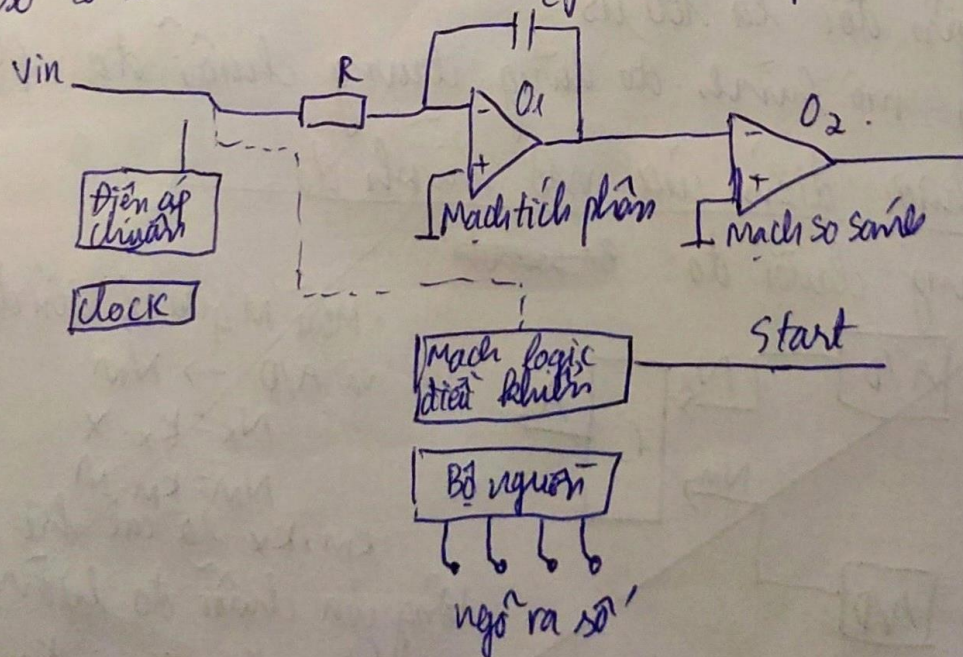 Vin
R
O1
O2.
-
+
-
+
Mạch tích phân
Mạch so sánh
Điện áp
chuẩn
clock
Mạch logic
điều khiển
Start
Bộ nguồn
ngõ ra số